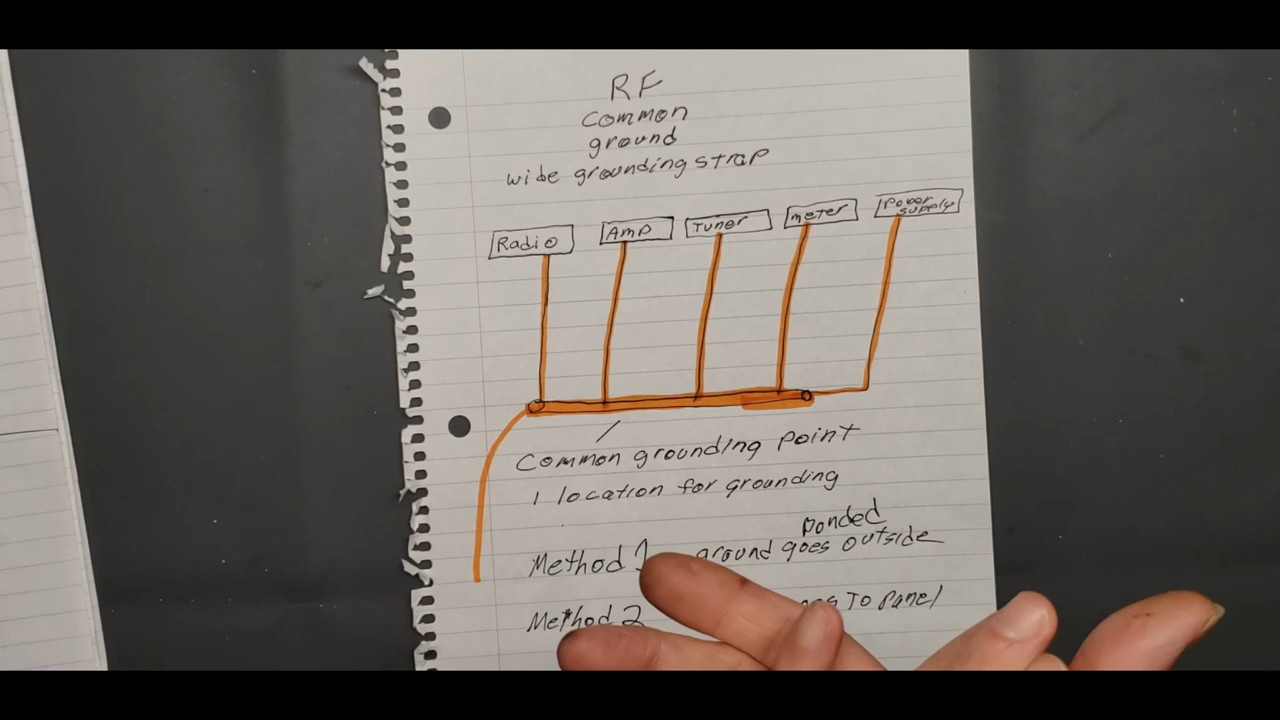 RF
Common
ground
wide grounding strap
Radio
Amp
Tuner
meter
Power
supply
Common grounding point
1 location for grounding
bonded
Method 1 ground goes outside
Method 2 To panel